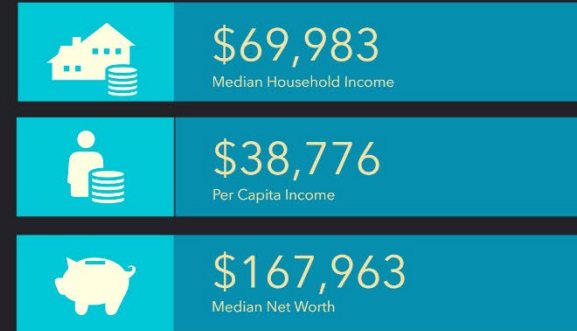 $69,983
Median Household Income
$38,776
Per Capita Income
$167,963
Median Net Worth